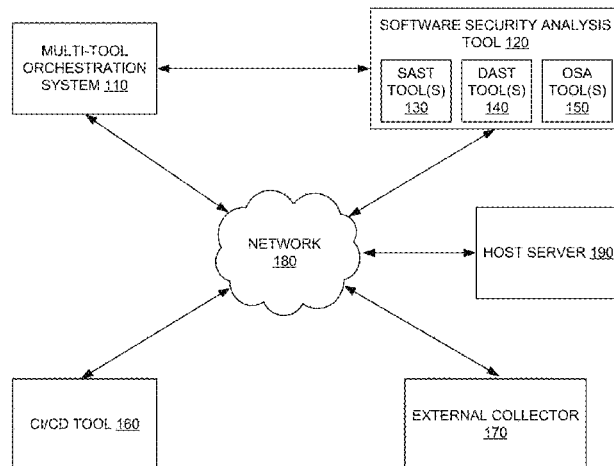 MULTI-TOOL
ORCHESTRATION
SYSTEM 110
SOFTWARE SECURITY ANALYSIS
TOOL 120
SAST
TOOL(S)
130
DAST
TOOL(S)
140
OSA
TOOL(S)
150
NETWORK
180
HOST SERVER 190
CI/CD TOOL 160
EXTERNAL COLLECTOR
170